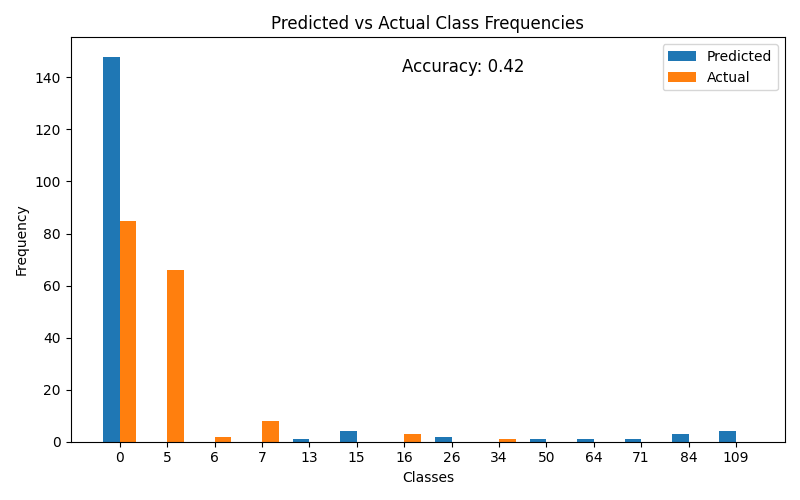 Predicted vs Actual Class Frequencies
Accuracy: 0.42
Predicted
Actual
140
120
100
80
60
40
20
0
Frequency
0 5 6 7 13 15 16 26 34 50 64 71 84 109
Classes